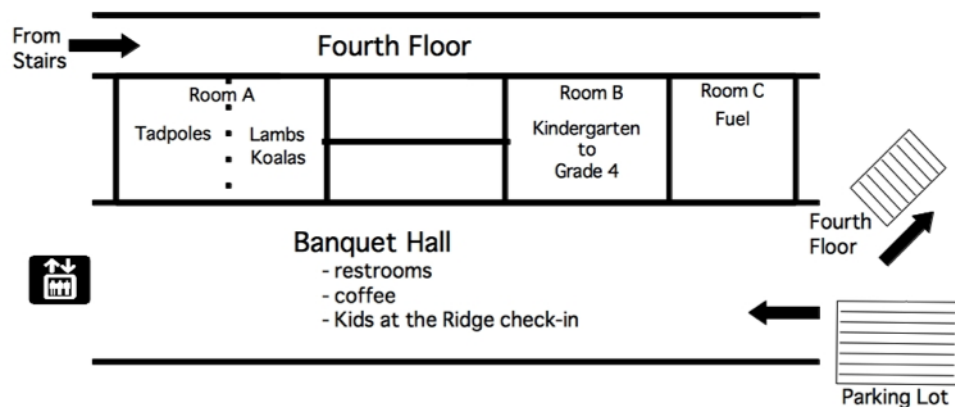 From
Stairs
Fourth Floor
Room A
Tadpoles
Lambs
Koalas
Room B
Kindergarten
to
Grade 4
Room C
Fuel
Fourth
Floor
Banquet Hall
- restrooms
- coffee
- Kids at the Ridge check-in
Parking Lot